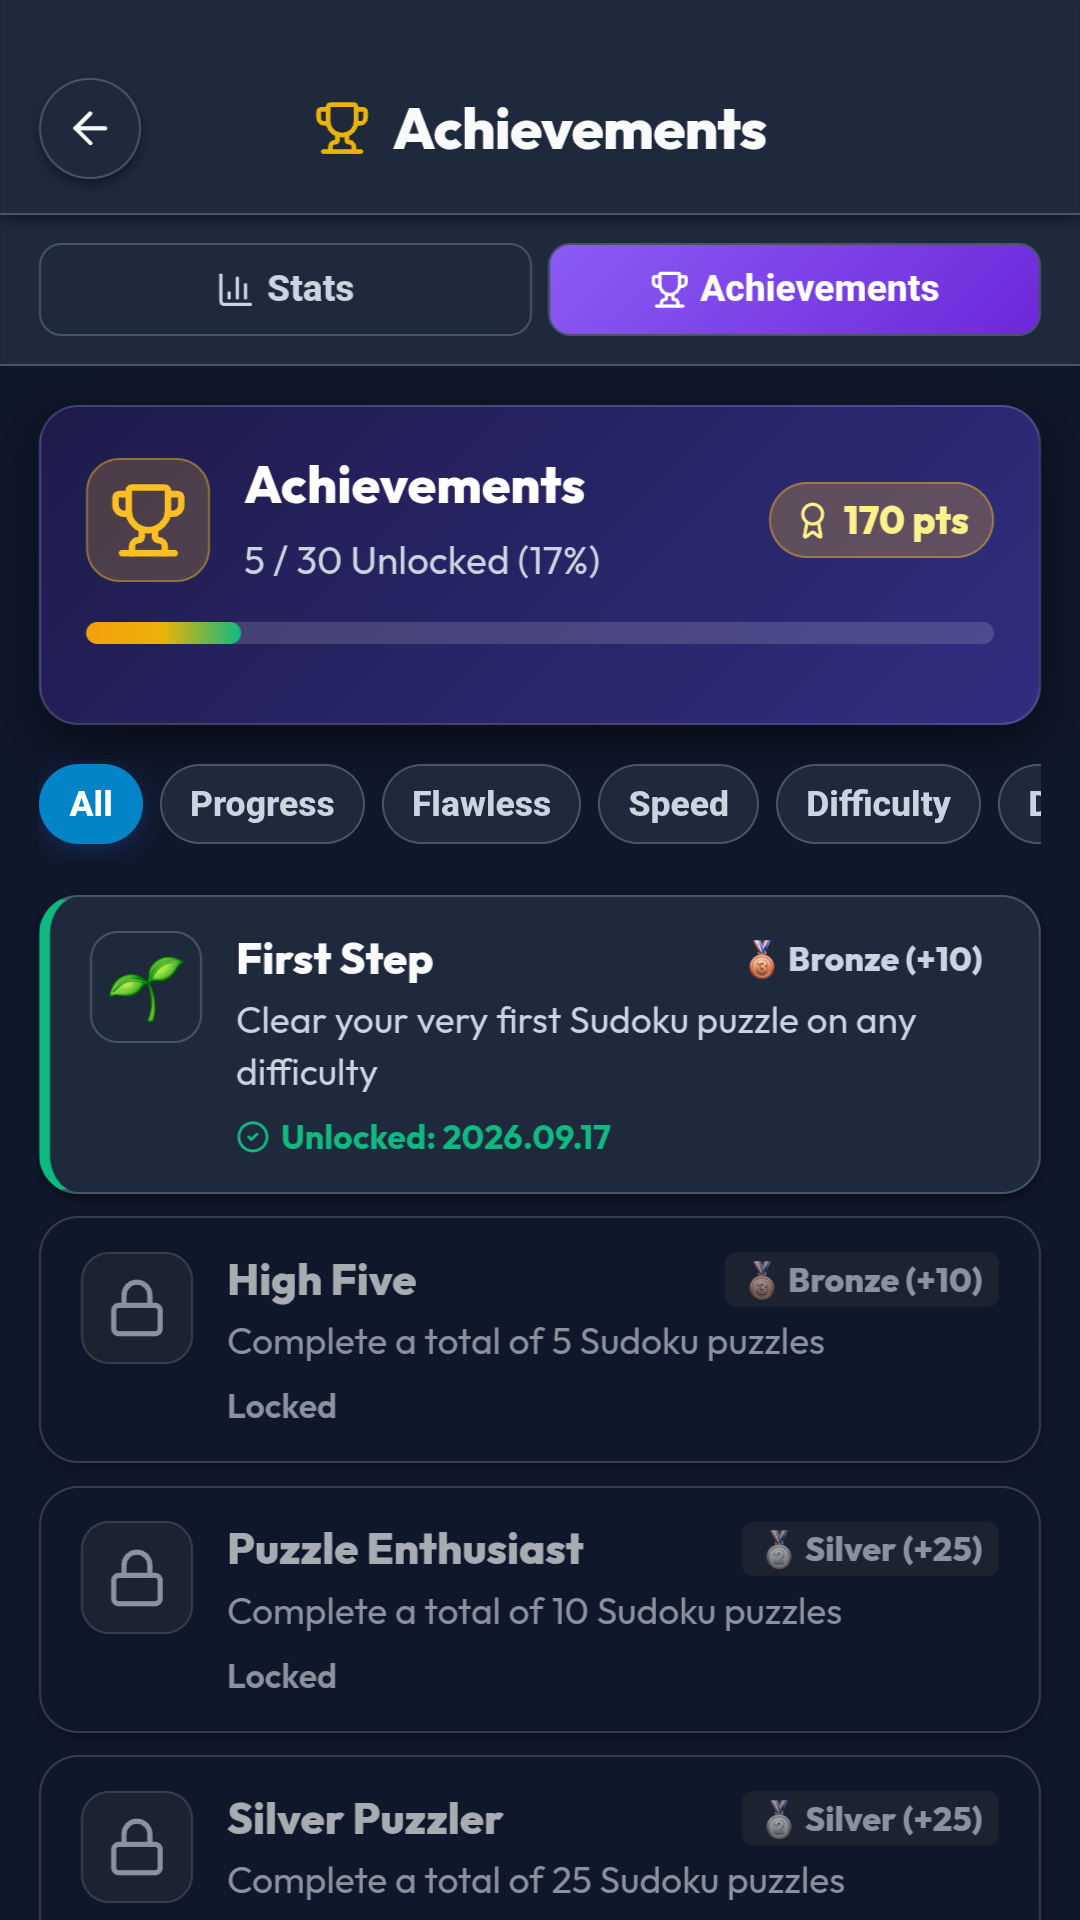 Achievements
Stats
Achievements
Achievements
5 / 30 Unlocked (17%)
170 pts
All
Progress
Flawless
Speed
Difficulty
First Step
Bronze (+10)
Clear your very first Sudoku puzzle on any
difficulty
Unlocked: 2026.09.17
High Five
Bronze (+10)
Complete a total of 5 Sudoku puzzles
Locked
Puzzle Enthusiast
Silver (+25)
Complete a total of 10 Sudoku puzzles
Locked
Silver Puzzler
Silver (+25)
Complete a total of 25 Sudoku puzzles